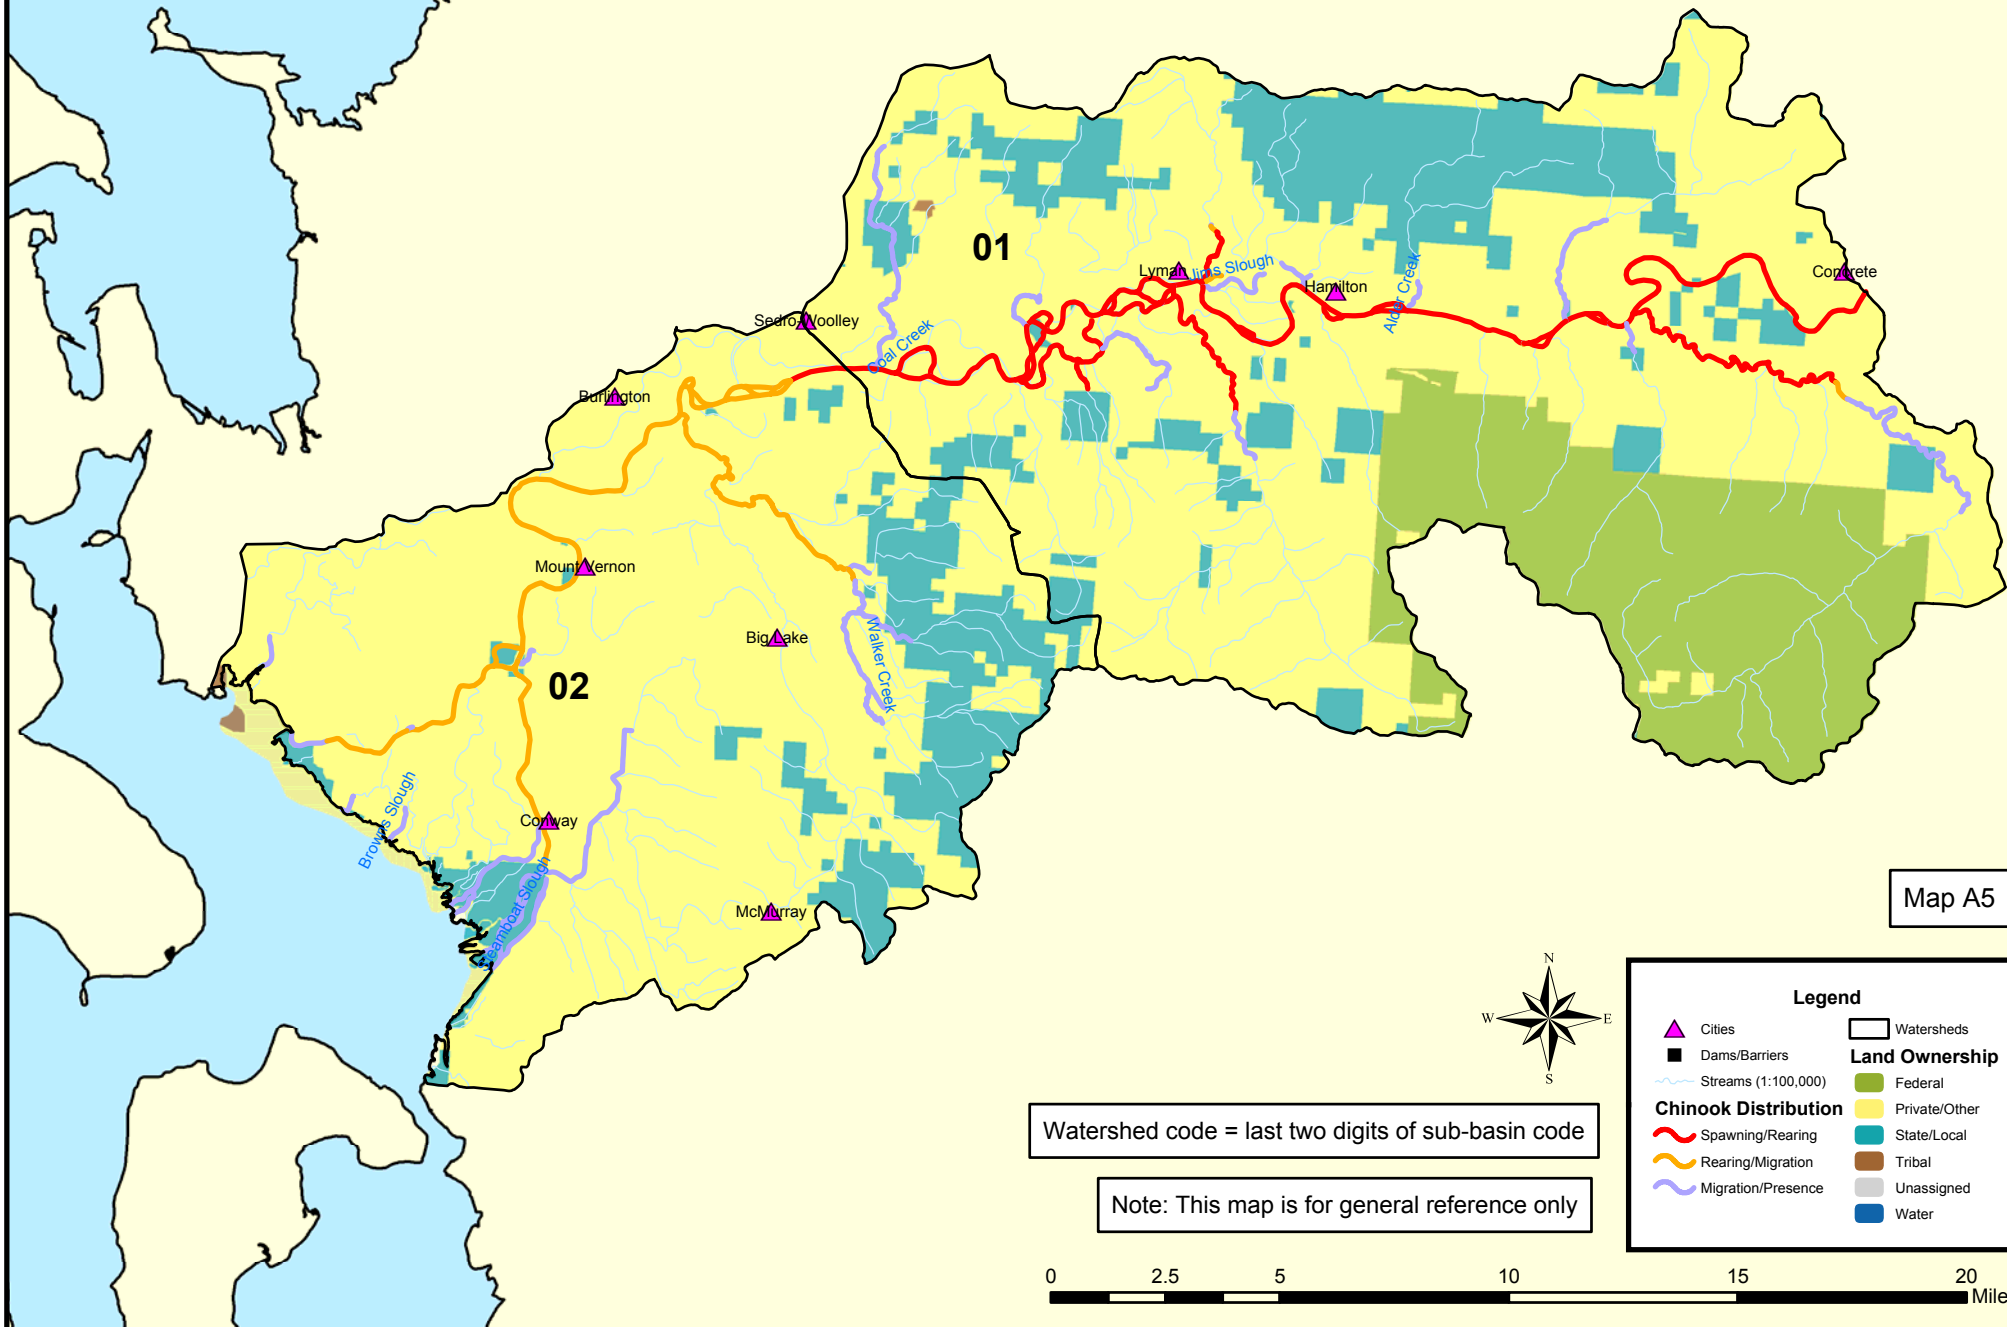 01
Lyman
Jims Slough
Hamilton
Alder Creek
Concrete
Sedro-Woolley
Coal Creek
Burlington
Mount Vernon
Big Lake
Walker Creek
02
Browns Slough
Conway
Steamboat Slough
McMurray
Map A5
N
W
E
S
Legend
Cities
Watersheds
Dams/Barriers
Land Ownership
Streams (1:100,000)
Federal
Chinook Distribution
Private/Other
Spawning/Rearing
State/Local
Rearing/Migration
Tribal
Migration/Presence
Unassigned
Water
Watershed code = last two digits of sub-basin code
Note: This map is for general reference only
0 2.5 5 10 15 20
Mile